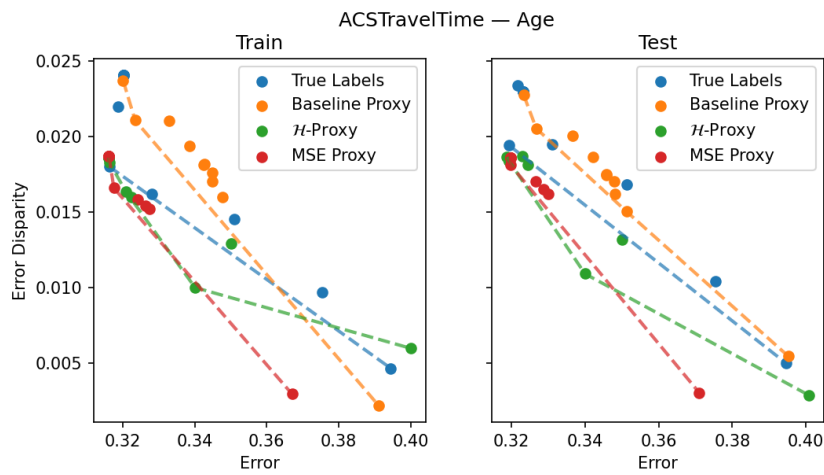 ACSTravelTime — Age
Train
Test
0.025
0.020
0.015
0.010
0.005
Error Disparity
True Labels
Baseline Proxy
ℋ-Proxy
MSE Proxy
True Labels
Baseline Proxy
ℋ-Proxy
MSE Proxy
0.32 0.34 0.36 0.38 0.40
0.32 0.34 0.36 0.38 0.40
Error
Error